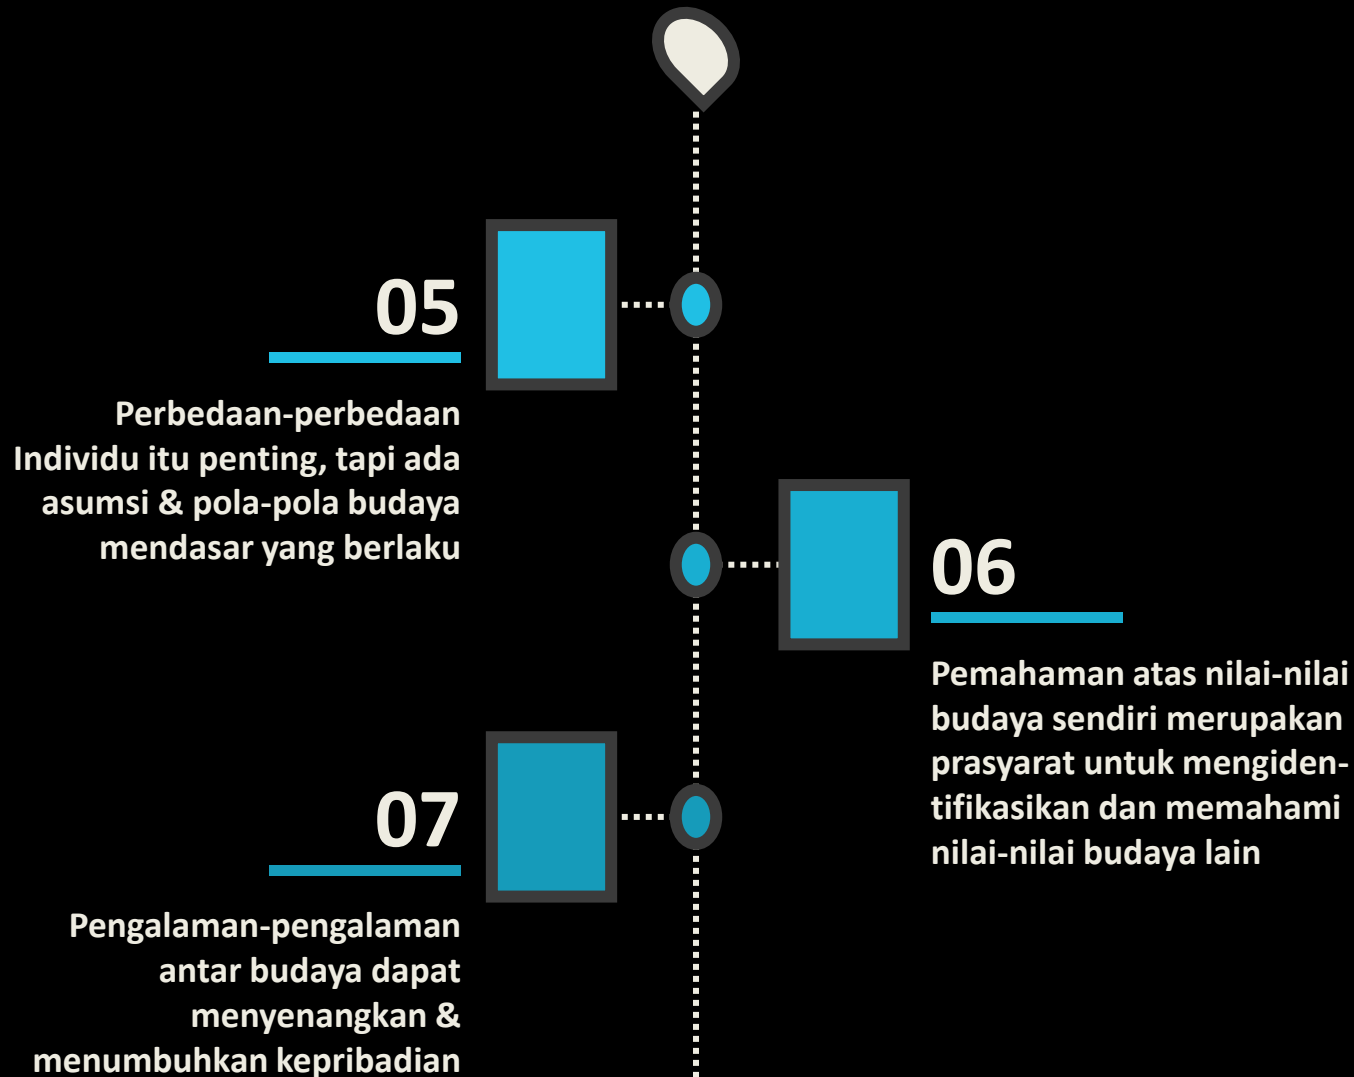 05
Perbedaan-perbedaan
Individu itu penting, tapi ada
asumsi & pola-pola budaya
mendasar yang berlaku
06
Pemahaman atas nilai-nilai
budaya sendiri merupakan
prasyarat untuk mengiden-
tifikasikan dan memahami
nilai-nilai budaya lain
07
Pengalaman-pengalaman
antar budaya dapat
menyenangkan &
menumbuhkan kepribadian